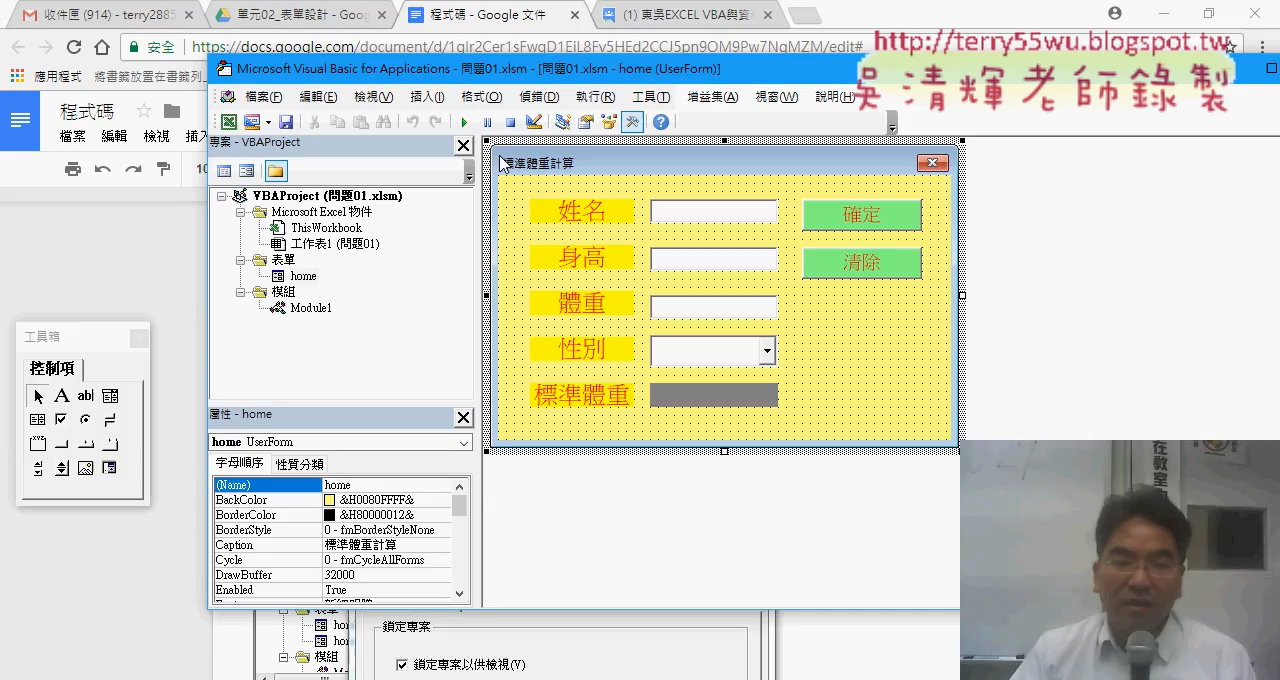 收件匣 (914) - terry2885
單元02_表單設計 - Goog
程式碼 - Google 文件
(1) 東吳EXCEL VBA與資
安全
https://docs.google.com/document/d/1qlr2Cer1sFwqD1EiL8Fv5HEd2CCJ5pn9OM9Pw7NqMZM/edit#
http://terry55wu.blogspot.tw
吳清輝老師錄製
應用程式
將書籤放置在書籤列
Microsoft Visual Basic for Applications - 問題01.xlsm - [問題01.xlsm - home (UserForm)]
檔案(F) 編輯(E) 檢視(V) 插入(I) 格式(O) 偵錯(D) 執行(R) 工具(T) 增益集(A) 視窗(W) 說明(H)
程式碼
檔案 編輯 檢視 插入
10
專案 - VBAProject
VBAProject (問題01.xlsm)
Microsoft Excel 物件
ThisWorkbook
工作表1 (問題01)
表單
home
模組
Module1
標準體重計算
姓名
確定
身高
清除
體重
性別
標準體重
工具箱
控制項
屬性 - home
home UserForm
字母順序 性質分類
(Name) home
BackColor &H0080FFFF&
BorderColor &H80000012&
BorderStyle 0 - fmBorderStyleNone
Caption 標準體重計算
Cycle 0 - fmCycleAllForms
DrawBuffer 32000
Enabled True
表單
hor
hor
模組
鎖定專案
鎖定專案以供檢視(V)
在教室